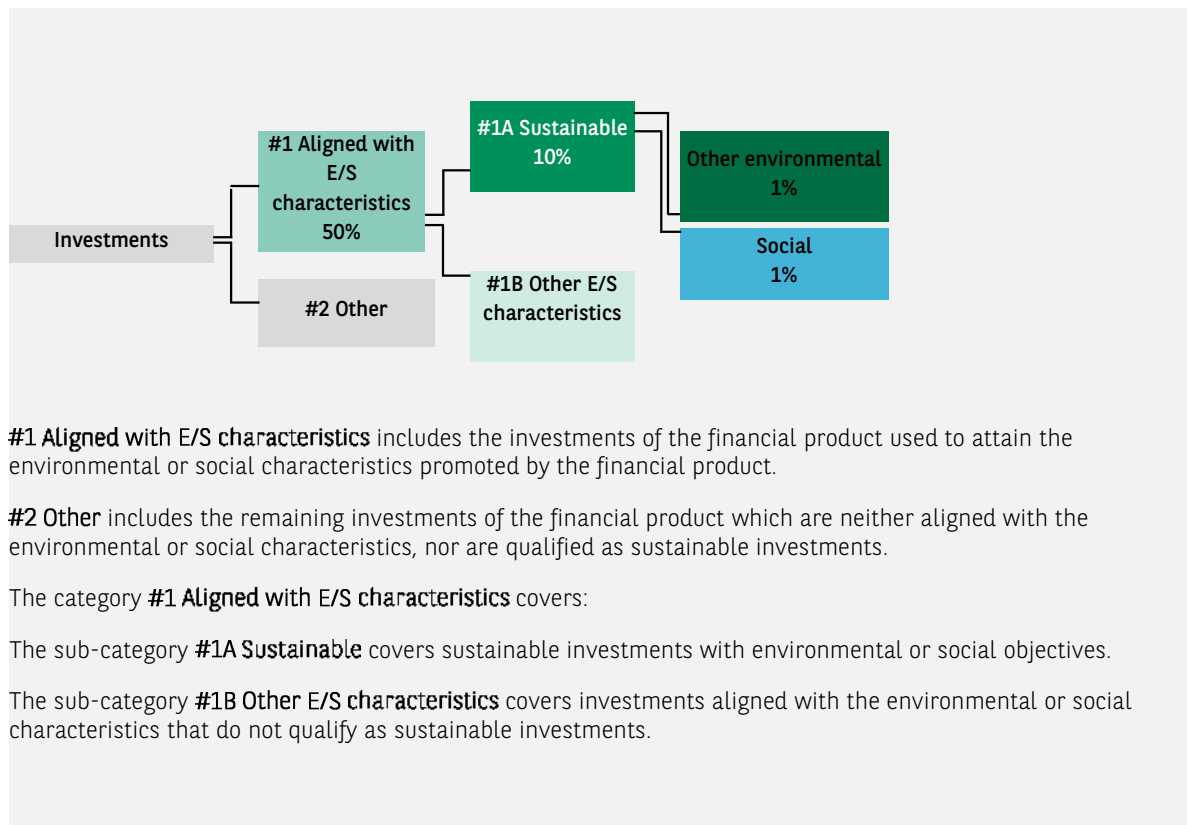 Investments
#1 Aligned with
E/S
characteristics
50%
#2 Other
#1A Sustainable
10%
#1B Other E/S
characteristics
Other environmental
1%
Social
1%
#1 Aligned with E/S characteristics includes the investments of the financial product used to attain the
environmental or social characteristics promoted by the financial product.
#2 Other includes the remaining investments of the financial product which are neither aligned with the
environmental or social characteristics, nor are qualified as sustainable investments.
The category #1 Aligned with E/S characteristics covers:
The sub-category #1A Sustainable covers sustainable investments with environmental or social objectives.
The sub-category #1B Other E/S characteristics covers investments aligned with the environmental or social
characteristics that do not qualify as sustainable investments.